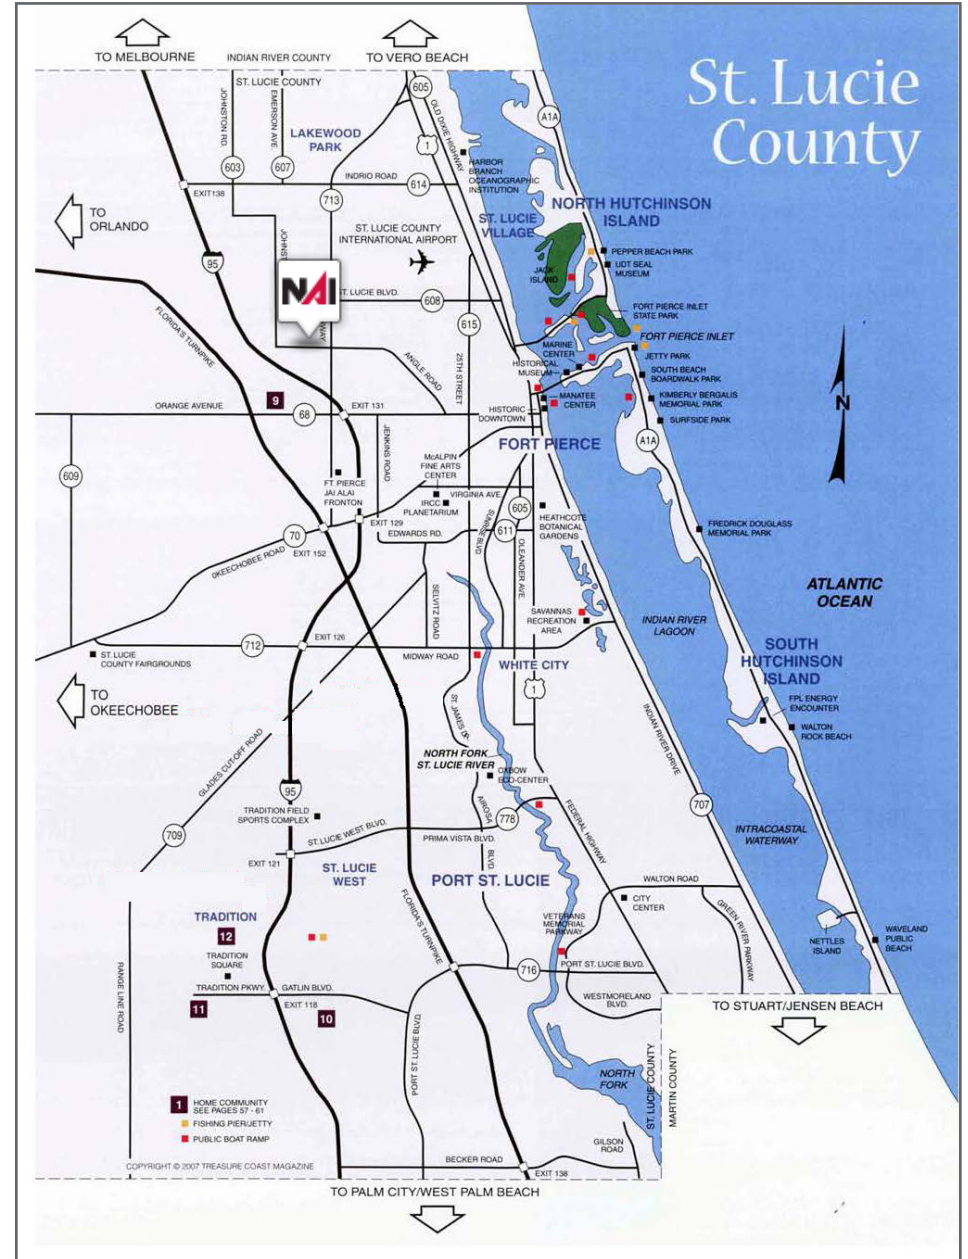 TO MELBOURNE
INDIAN RIVER COUNTY
TO VERO BEACH
ST. LUCIE COUNTY
St. Lucie
County
JOHNSTON RD.
EMERSON AVE.
605
OLD DIXIE HIGHWAY
A1A
LAKEWOOD
PARK
1
603
607
HARBOR
BRANCH
OCEANOGRAPHIC
INSTITUTION
INDRIO ROAD
614
EXIT138
713
TO
ORLANDO
ST. LUCIE
VILLAGE
NORTH HUTCHINSON
ISLAND
ST. LUCIE COUNTY
INTERNATIONAL AIRPORT
95
PEPPER BEACH PARK
UDT SEAL
MUSEUM
JACK
ISLAND
NAI
ST. LUCIE BLVD.
608
615
FORT PIERCE INLET
STATE PARK
FLORIDA'S TURNPIKE
FORT PIERCE INLET
MARINE
CENTER
JETTY PARK
HISTORICAL
MUSEUM
ANGLE ROAD
25TH STREET
SOUTH BEACH
BOARDWALK PARK
MANATEE
CENTER
KIMBERLY BERGALIS
MEMORIAL PARK
N
9
ORANGE AVENUE
68
EXIT 131
HISTORIC
DOWNTOWN
SURFSIDE PARK
JENKINS ROAD
FORT PIERCE
A1A
McALPIN
FINE ARTS
CENTER
609
FT. PIERCE
JAI ALAI
FRONTON
VIRGINIA AVE.
IRCC
PLANETARIUM
605
SUNRISE BLVD
HEATHCOTE
BOTANICAL
GARDENS
EXIT 129
EDWARDS RD.
611
FREDRICK DOUGLASS
MEMORIAL PARK
70
EXIT 152
OKEECHOBEE ROAD
OLEANDER AVE.
SELVITZ ROAD
ATLANTIC
OCEAN
SAVANNAS
RECREATION
AREA
INDIAN RIVER
LAGOON
EXIT 126
712
MIDWAY ROAD
ST. LUCIE
COUNTY FAIRGROUNDS
WHITE CITY
SOUTH
HUTCHINSON
ISLAND
1
TO
OKEECHOBEE
ST. JAMES DR.
INDIAN RIVER DRIVE
FPL ENERGY
ENCOUNTER
WALTON
ROCK BEACH
GLADES CUT-OFF ROAD
NORTH FORK
ST. LUCIE RIVER
OXBOW
ECO-CENTER
95
AIROSO
BLVD.
FEDERAL HIGHWAY
707
TRADITION FIELD
SPORTS COMPLEX
778
709
ST. LUCIE WEST BLVD.
PRIMA VISTA BLVD.
INTRACOASTAL
WATERWAY
EXIT 121
ST. LUCIE
WEST
PORT ST. LUCIE
WALTON ROAD
CITY
CENTER
FLORIDA'S TURNPIKE
TRADITION
12
VETERANS
MEMORIAL
PARKWAY
GREEN RIVER PARKWAY
NETTLES
ISLAND
WAVELAND
PUBLIC
BEACH
TRADITION
SQUARE
RANGE LINE ROAD
716
PORT ST. LUCIE BLVD.
TRADITION PKWY.
GATLIN BLVD.
WESTMORELAND
BLVD.
EXIT 118
11
10
TO STUART/JENSEN BEACH
PORT ST. LUCIE BLVD.
NORTH
FORK
ST. LUCIE COUNTY
MARTIN COUNTY
1
HOME COMMUNITY
SEE PAGES 57 - 61
FISHING PIER/JETTY
PUBLIC BOAT RAMP
GILSON
ROAD
COPYRIGHT © 2007 TREASURE COAST MAGAZINE
BECKER ROAD
EXIT 138
TO PALM CITY/WEST PALM BEACH